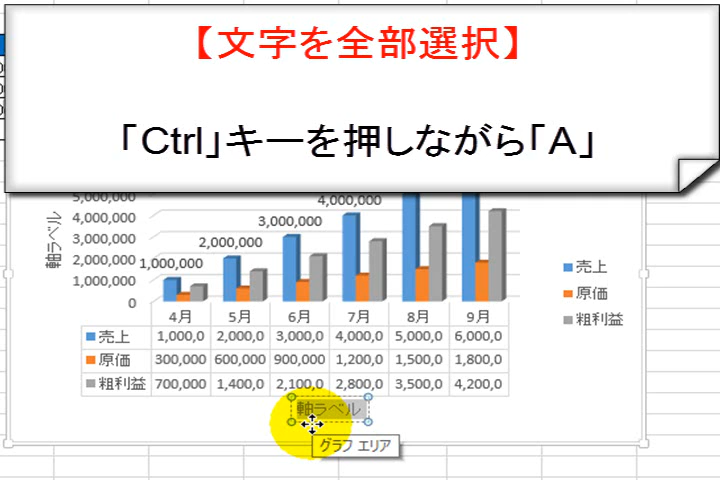 【文字を全部選択】
「Ctrl」キーを押しながら「A」
5,000,000
4,000,000
3,000,000
2,000,000
1,000,000
0
軸ラベル
1,000,000
2,000,000
3,000,000
4,000,000
売上
原価
粗利益
4月 5月 6月 7月 8月 9月
売上 1,000,0 2,000,0 3,000,0 4,000,0 5,000,0 6,000,0
原価 300,000 600,000 900,000 1,200,0 1,500,0 1,800,0
粗利益 700,000 1,400,0 2,100,0 2,800,0 3,500,0 4,200,0
軸ラベル
グラフ エリア